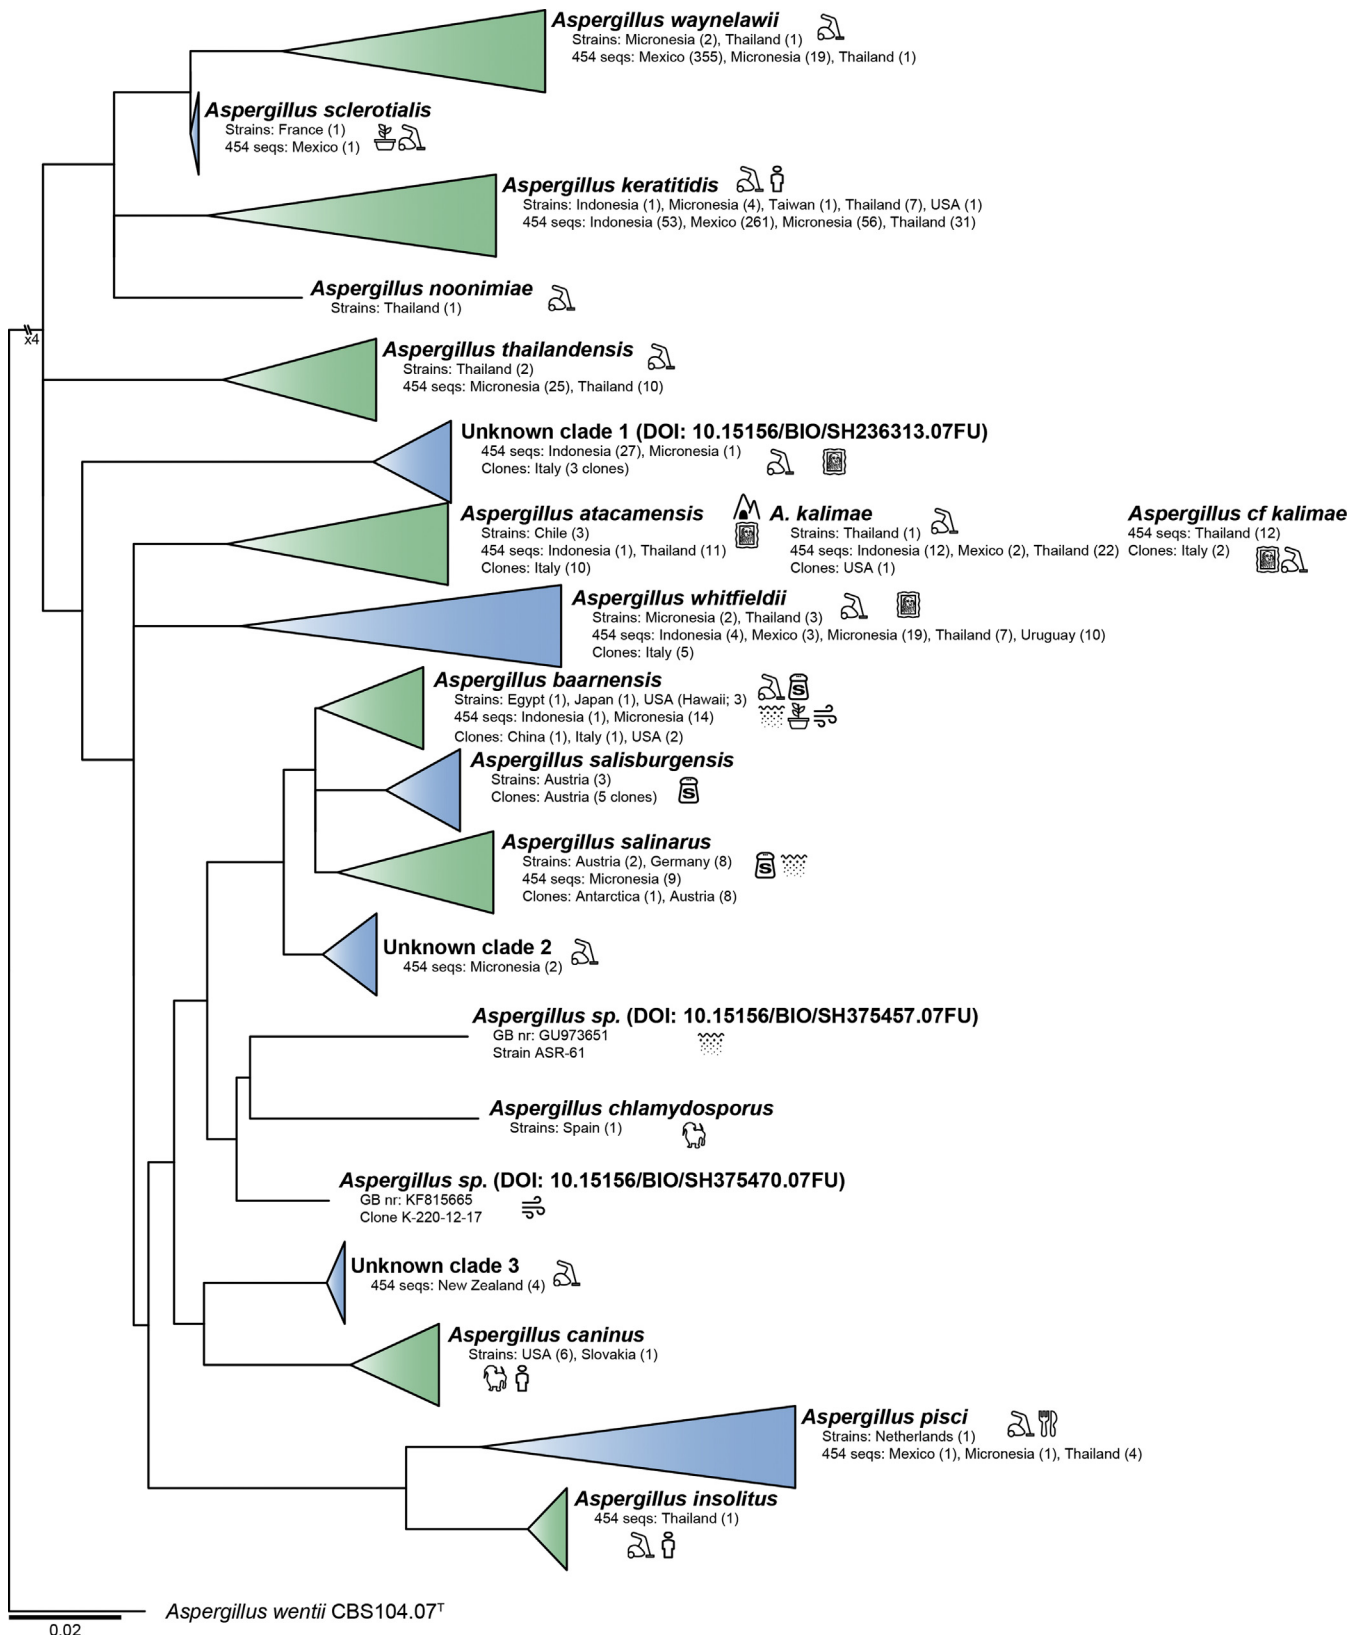 Aspergillus waynelawii
Strains: Micronesia (2), Thailand (1)
454 seqs: Mexico (355), Micronesia (19), Thailand (1)
Aspergillus sclerotialis
Strains: France (1)
454 seqs: Mexico (1)
Aspergillus keratitidis
Strains: Indonesia (1), Micronesia (4), Taiwan (1), Thailand (7), USA (1)
454 seqs: Indonesia (53), Mexico (261), Micronesia (56), Thailand (31)
Aspergillus noonimiae
Strains: Thailand (1)
x4
Aspergillus thailandensis
Strains: Thailand (2)
454 seqs: Micronesia (25), Thailand (10)
Unknown clade 1 (DOI: 10.15156/BIO/SH236313.07FU)
454 seqs: Indonesia (27), Micronesia (1)
Clones: Italy (3 clones)
Aspergillus atacamensis
Strains: Chile (3)
454 seqs: Indonesia (1), Thailand (11)
Clones: Italy (10)
A. kalimae
Strains: Thailand (1)
454 seqs: Indonesia (12), Mexico (2), Thailand (22)
Clones: USA (1)
Aspergillus cf kalimae
454 seqs: Thailand (12)
Clones: Italy (2)
Aspergillus whitfieldii
Strains: Micronesia (2), Thailand (3)
454 seqs: Indonesia (4), Mexico (3), Micronesia (19), Thailand (7), Uruguay (10)
Clones: Italy (5)
Aspergillus baarnensis
Strains: Egypt (1), Japan (1), USA (Hawaii; 3)
454 seqs: Indonesia (1), Micronesia (14)
Clones: China (1), Italy (1), USA (2)
S
Aspergillus salisburgensis
Strains: Austria (3)
Clones: Austria (5 clones)
S
Aspergillus salinarus
Strains: Austria (2), Germany (8)
454 seqs: Micronesia (9)
Clones: Antarctica (1), Austria (8)
S
Unknown clade 2
454 seqs: Micronesia (2)
Aspergillus sp. (DOI: 10.15156/BIO/SH375457.07FU)
GB nr: GU973651
Strain ASR-61
Aspergillus chlamydosporus
Strains: Spain (1)
Aspergillus sp. (DOI: 10.15156/BIO/SH375470.07FU)
GB nr: KF815665
Clone K-220-12-17
Unknown clade 3
454 seqs: New Zealand (4)
Aspergillus caninus
Strains: USA (6), Slovakia (1)
Aspergillus pisci
Strains: Netherlands (1)
454 seqs: Mexico (1), Micronesia (1), Thailand (4)
Aspergillus insolitus
454 seqs: Thailand (1)
Aspergillus wentii CBS104.07ᵀ
0.02